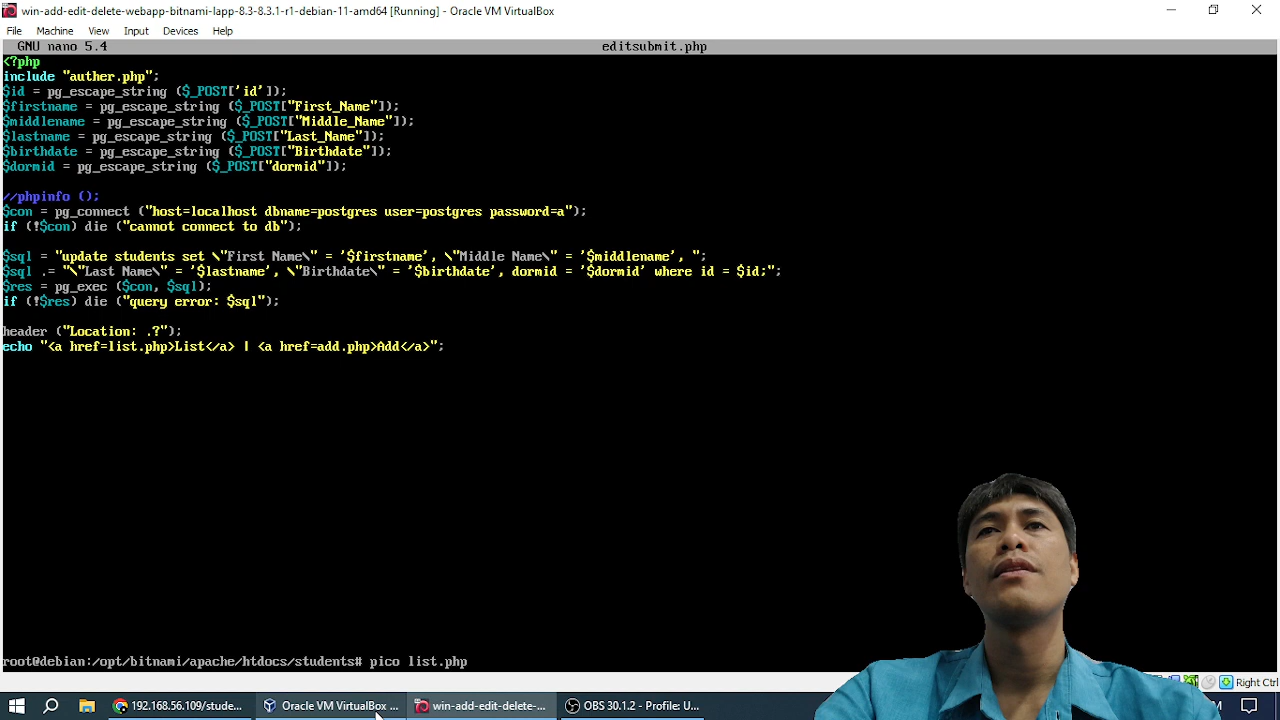 win-add-edit-delete-webapp-bitnami-lapp-8.3-8.3.1-r1-debian-11-amd64 [Running] - Oracle VM VirtualBox
File Machine View Input Devices Help
GNU nano 5.4 editsubmit.php
<?php
include "auther.php";
$id = pg_escape_string ($_POST['id']);
$firstname = pg_escape_string ($_POST["First_Name"]);
$middlename = pg_escape_string ($_POST["Middle_Name"]);
$lastname = pg_escape_string ($_POST["Last_Name"]);
$birthdate = pg_escape_string ($_POST["Birthdate"]);
$dormid = pg_escape_string ($_POST["dormid"]);
//phpinfo ();
$con = pg_connect ("host=localhost dbname=postgres user=postgres password=a");
if (!$con) die ("cannot connect to db");
$sql = "update students set \"First Name\" = '$firstname', \"Middle Name\" = '$middlename', ";
$sql .= "\"Last Name\" = '$lastname', \"Birthdate\" = '$birthdate', dormid = '$dormid' where id = $id;";
$res = pg_exec ($con, $sql);
if (!$res) die ("query error: $sql");
header ("Location: .?");
echo "<a href=list.php>List</a> | <a href=add.php>Add</a>";
root@debian:/opt/bitnami/apache/htdocs/students# pico list.php
Right Ctrl
192.168.56.109/stude... Oracle VM VirtualBox ... win-add-edit-delete-... OBS 30.1.2 - Profile: U...